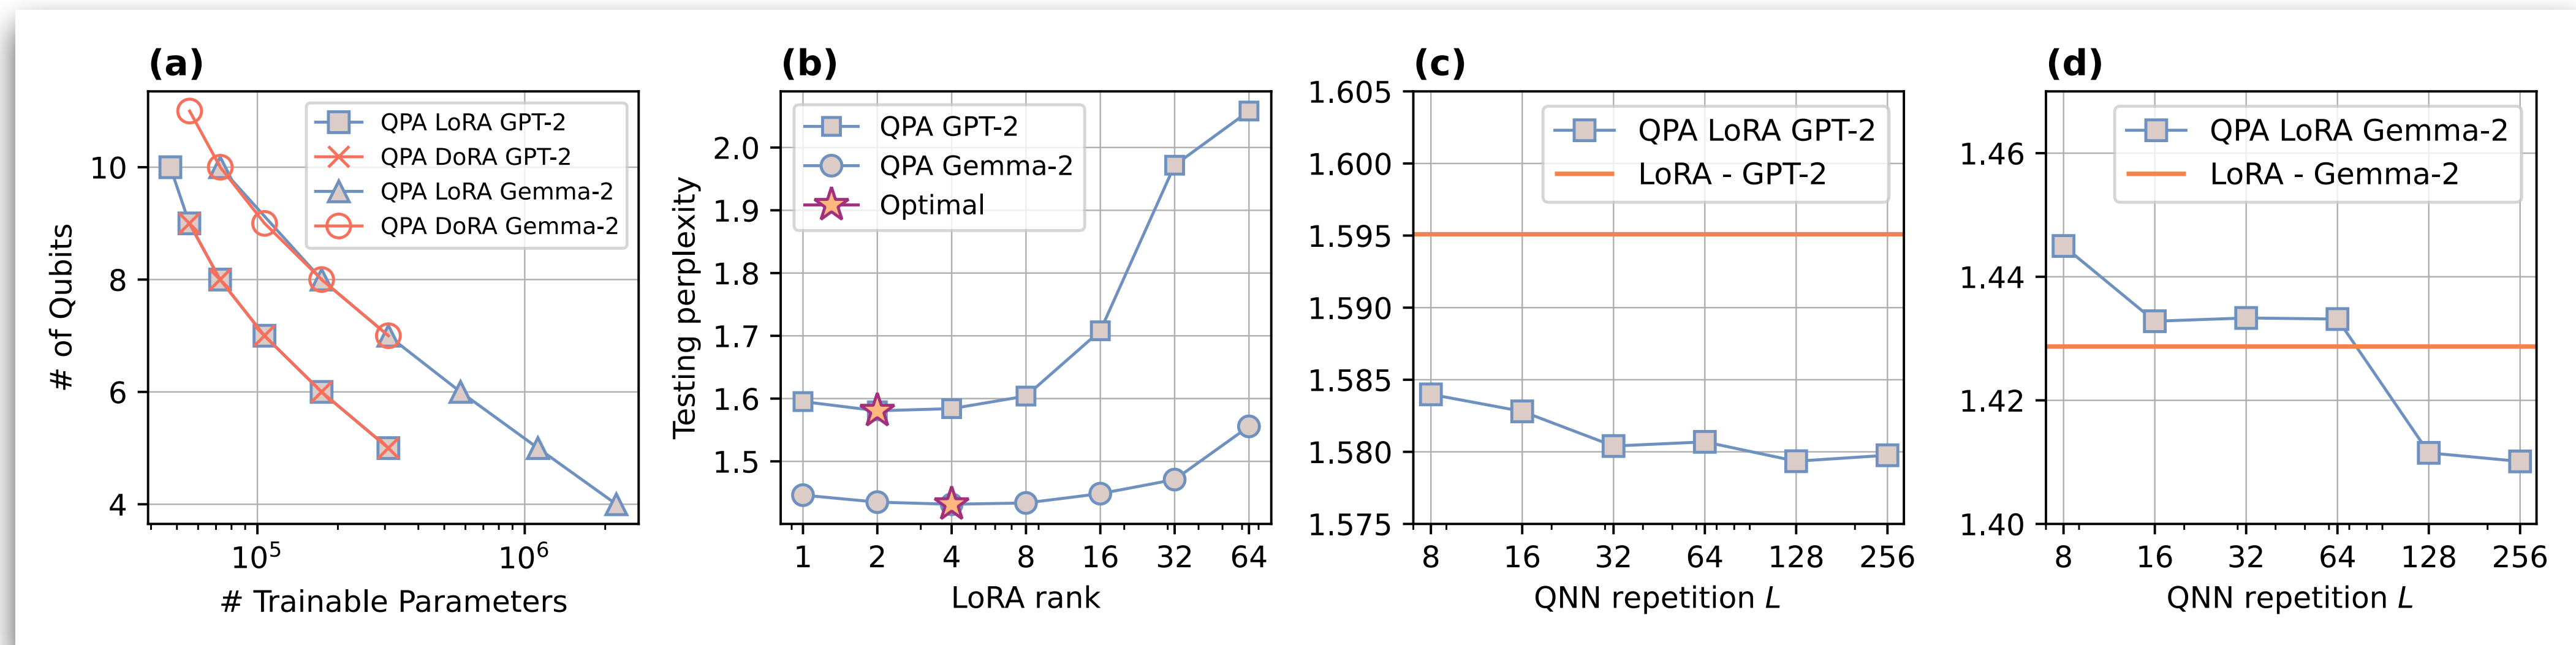 (a)
# of Qubits
10
8
6
4
QPA LoRA GPT-2
QPA DoRA GPT-2
QPA LoRA Gemma-2
QPA DoRA Gemma-2
10⁵
10⁶
# Trainable Parameters
(b)
Testing perplexity
2.0
1.9
1.8
1.7
1.6
1.5
QPA GPT-2
QPA Gemma-2
Optimal
1 2 4 8 16 32 64
LoRA rank
(c)
1.605
1.600
1.595
1.590
1.585
1.580
1.575
QPA LoRA GPT-2
LoRA - GPT-2
8 16 32 64 128 256
QNN repetition L
(d)
1.46
1.44
1.42
1.40
QPA LoRA Gemma-2
LoRA - Gemma-2
8 16 32 64 128 256
QNN repetition L